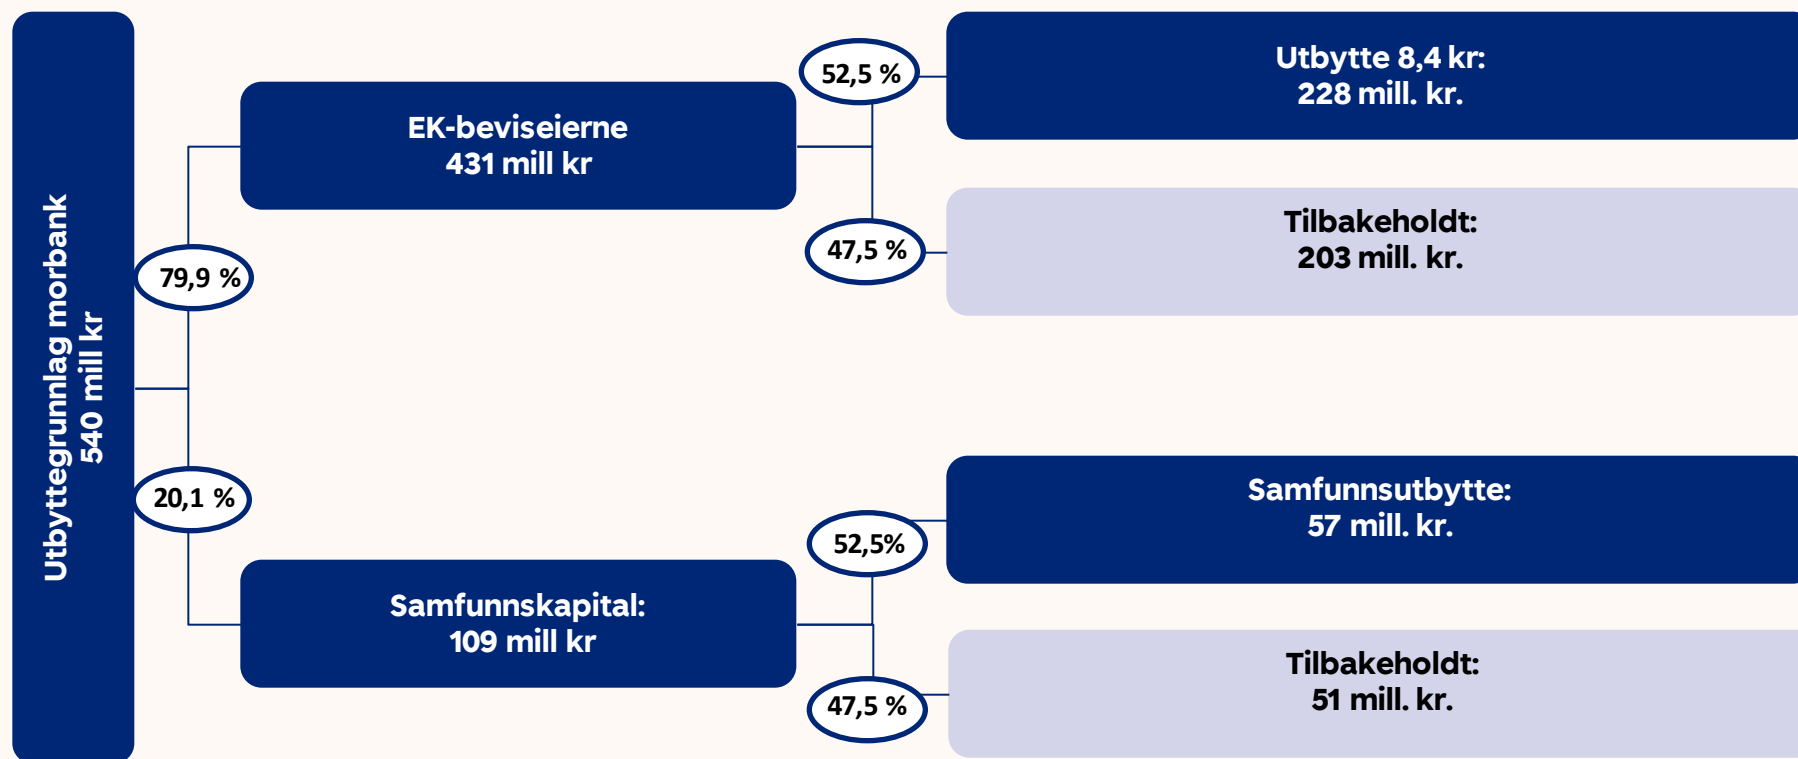 Utbyttegrunnlag morbank
540 mill kr
79,9 %
20,1 %
EK-beviseierne
431 mill kr
52,5 %
47,5 %
Utbytte 8,4 kr:
228 mill. kr.
Tilbakeholdt:
203 mill. kr.
Samfunnskapital:
109 mill kr
52,5%
47,5 %
Samfunnsutbytte:
57 mill. kr.
Tilbakeholdt:
51 mill. kr.